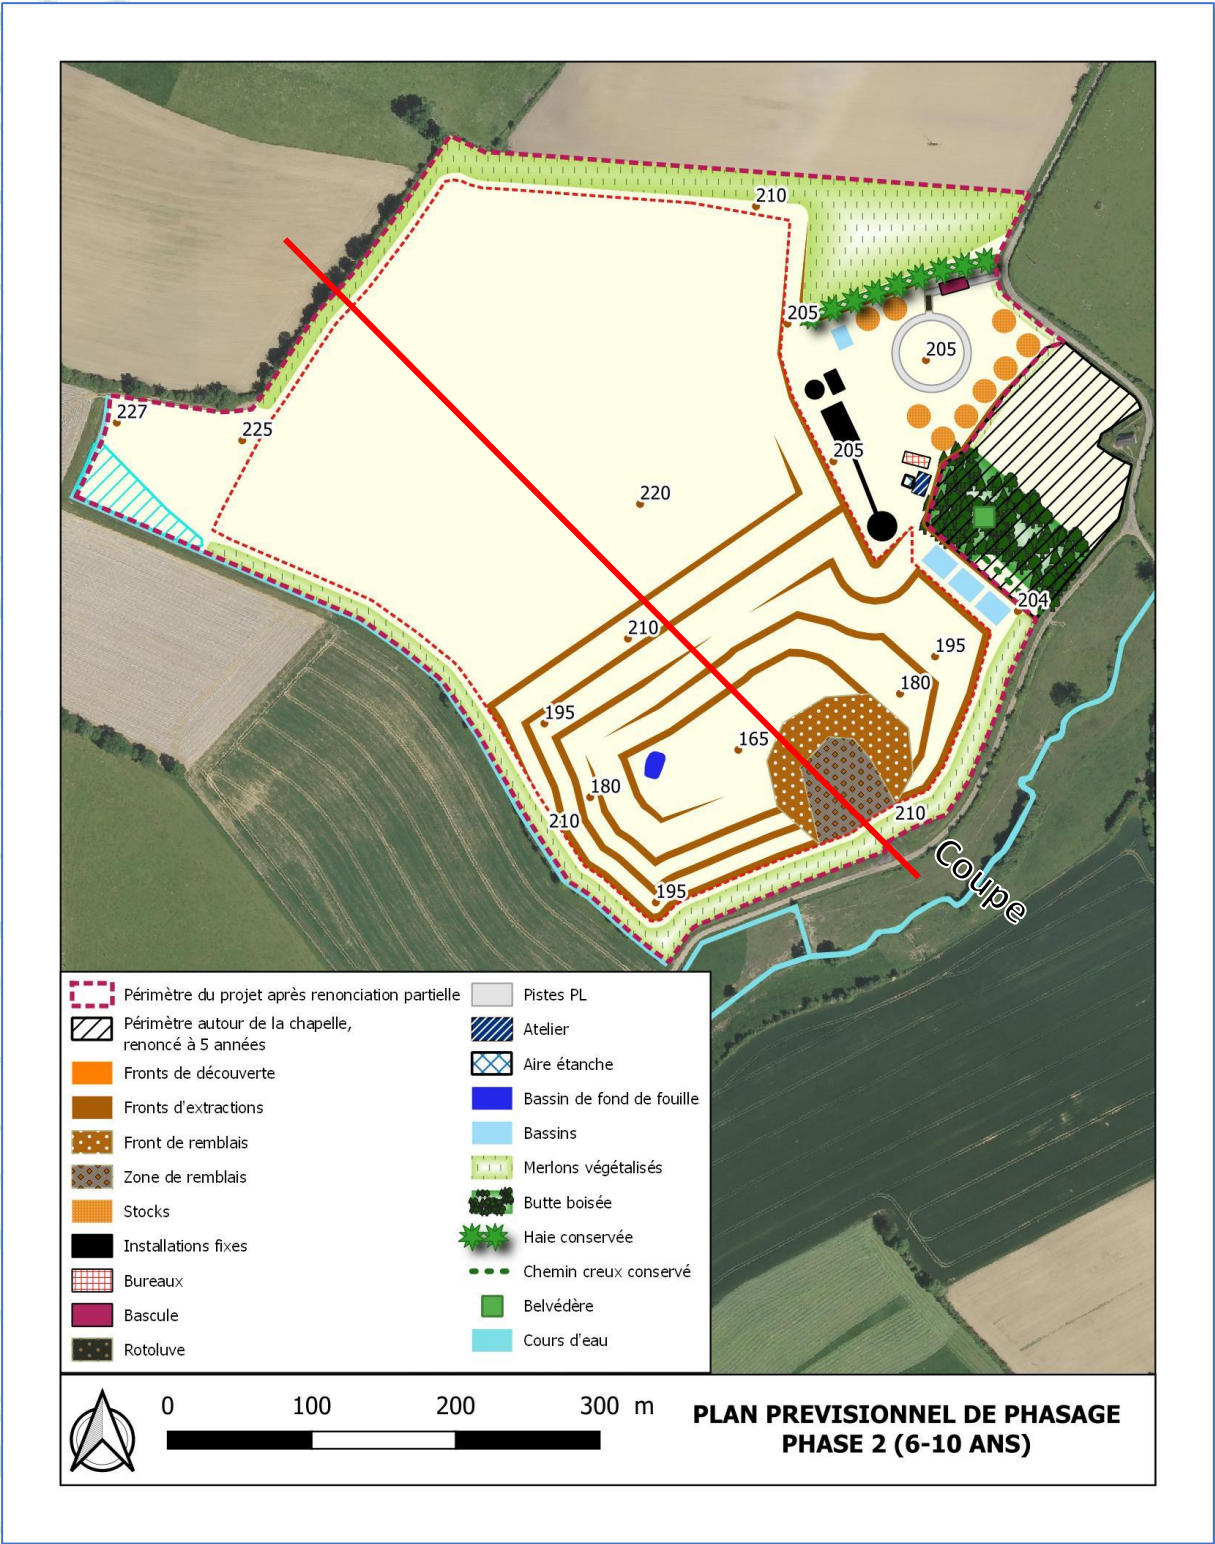 210
205
205
227
225
205
220
204
210
195
180
195
165
180
210
210
195
Coupe
Périmètre du projet après renonciation partielle
Périmètre autour de la chapelle,
renoncé à 5 années
Fronts de découverte
Fronts d'extractions
Front de remblais
Zone de remblais
Stocks
Installations fixes
Bureaux
Bascule
Rotoluve
Pistes PL
Atelier
Aire étanche
Bassin de fond de fouille
Bassins
Merlons végétalisés
Butte boisée
Haie conservée
Chemin creux conservé
Belvédère
Cours d'eau
0 100 200 300 m
PLAN PREVISIONNEL DE PHASAGE
PHASE 2 (6-10 ANS)